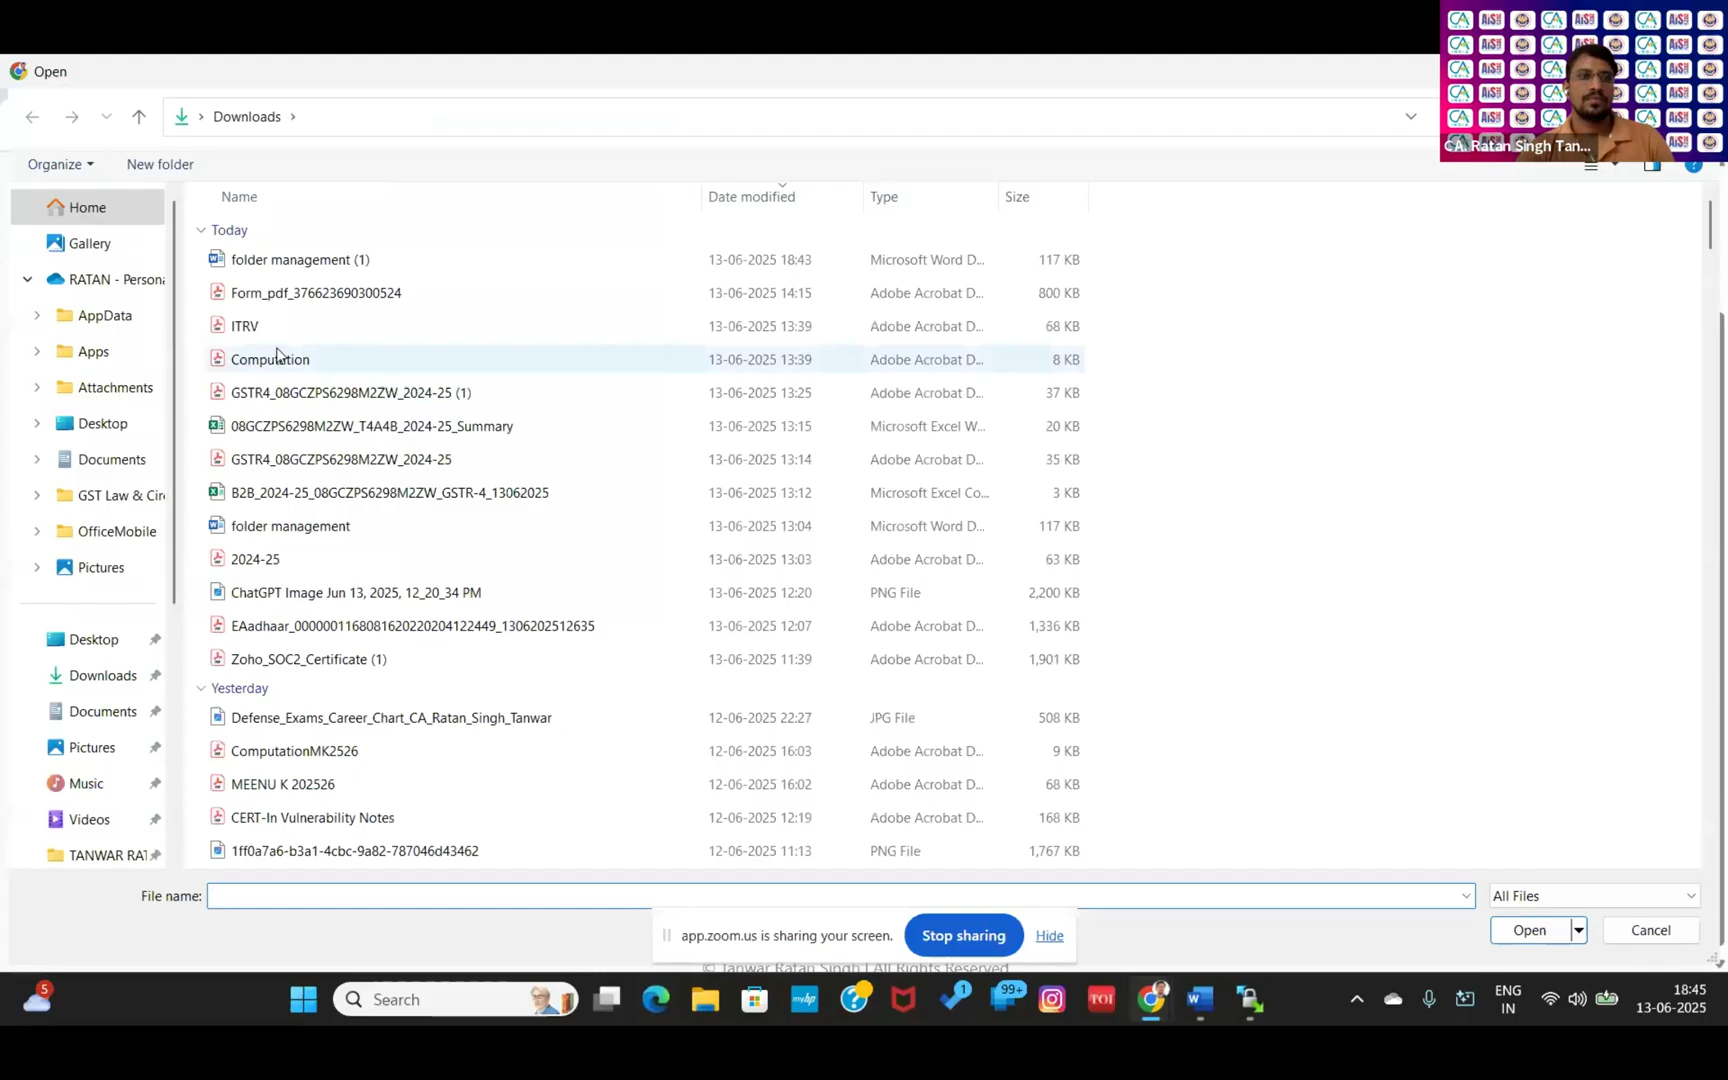 Open
Downloads
Organize
New folder
CA. Ratan Singh Tan...
Name Date modified Type Size
Home
Gallery
RATAN - Persona
AppData
Apps
Attachments
Desktop
Documents
GST Law & Cir
OfficeMobile
Pictures
Desktop
Downloads
Documents
Pictures
Music
Videos
TANWAR RAT
Today
folder management (1) 13-06-2025 18:43 Microsoft Word D... 117 KB
Form_pdf_376623690300524 13-06-2025 14:15 Adobe Acrobat D... 800 KB
ITRV 13-06-2025 13:39 Adobe Acrobat D... 68 KB
Computation 13-06-2025 13:39 Adobe Acrobat D... 8 KB
GSTR4_08GCZPS6298M2ZW_2024-25 (1) 13-06-2025 13:25 Adobe Acrobat D... 37 KB
08GCZPS6298M2ZW_T4A4B_2024-25_Summary 13-06-2025 13:15 Microsoft Excel W... 20 KB
GSTR4_08GCZPS6298M2ZW_2024-25 13-06-2025 13:14 Adobe Acrobat D... 35 KB
B2B_2024-25_08GCZPS6298M2ZW_GSTR-4_13062025 13-06-2025 13:12 Microsoft Excel Co... 3 KB
folder management 13-06-2025 13:04 Microsoft Word D... 117 KB
2024-25 13-06-2025 13:03 Adobe Acrobat D... 63 KB
ChatGPT Image Jun 13, 2025, 12_20_34 PM 13-06-2025 12:20 PNG File 2,200 KB
EAadhaar_0000001168081620220204122449_1306202512635 13-06-2025 12:07 Adobe Acrobat D... 1,336 KB
Zoho_SOC2_Certificate (1) 13-06-2025 11:39 Adobe Acrobat D... 1,901 KB
Yesterday
Defense_Exams_Career_Chart_CA_Ratan_Singh_Tanwar 12-06-2025 22:27 JPG File 508 KB
ComputationMK2526 12-06-2025 16:03 Adobe Acrobat D... 9 KB
MEENU K 202526 12-06-2025 16:02 Adobe Acrobat D... 68 KB
CERT-In Vulnerability Notes 12-06-2025 12:19 Adobe Acrobat D... 168 KB
1ff0a7a6-b3a1-4cbc-9a82-787046d43462 12-06-2025 11:13 PNG File 1,767 KB
File name:
All Files
Open
Cancel
app.zoom.us is sharing your screen. Stop sharing Hide
© Tanwar Ratan Singh | All Rights Reserved
5
Search
myhp
1
99+
TOI
ENG
IN
18:45
13-06-2025